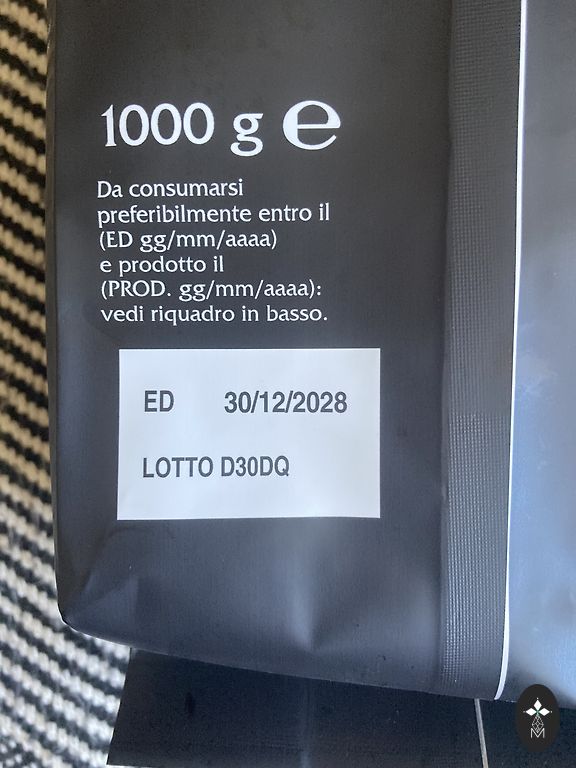 1000 g e
Da consumarsi
preferibilmente entro il
(ED gg/mm/aaaa)
e prodotto il
(PROD. gg/mm/aaaa):
vedi riquadro in basso.
ED 30/12/2028
LOTTO D30DQ